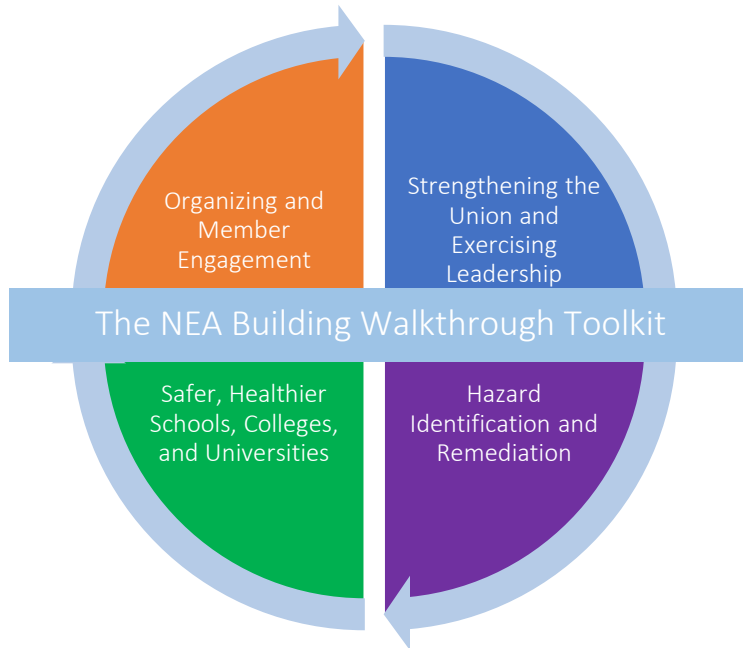 Organizing and
Member
Engagement
Strengthening the
Union and
Exercising
Leadership
The NEA Building Walkthrough Toolkit
Safer, Healthier
Schools, Colleges,
and Universities
Hazard
Identification and
Remediation